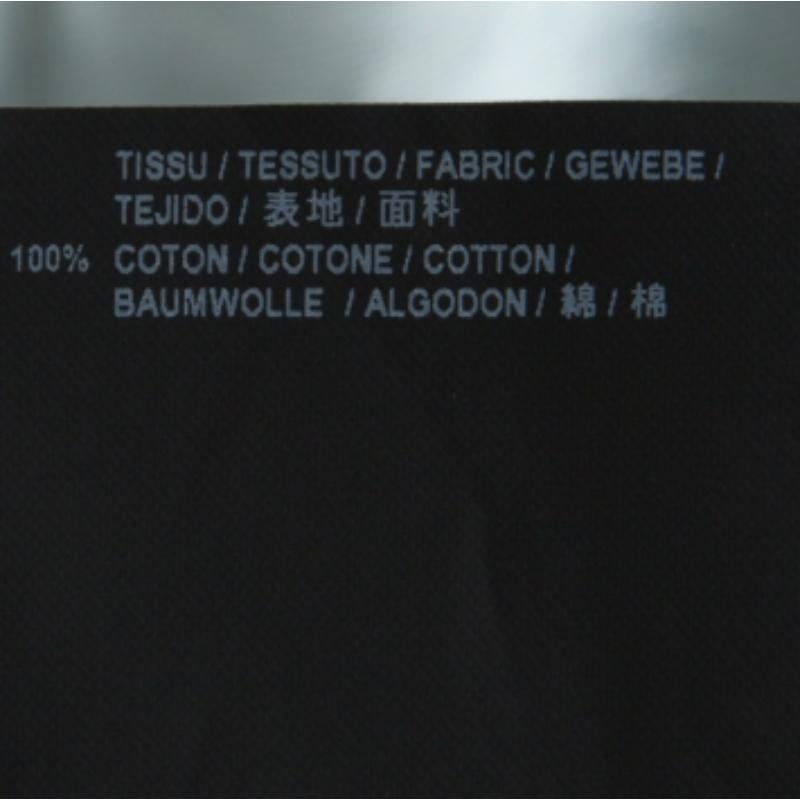 TISSU / TESSUTO / FABRIC / GEWEBE /
TEJIDO / 表地 / 面料
100% COTON / COTONE / COTTON /
BAUMWOLLE / ALGODON / 綿 / 棉